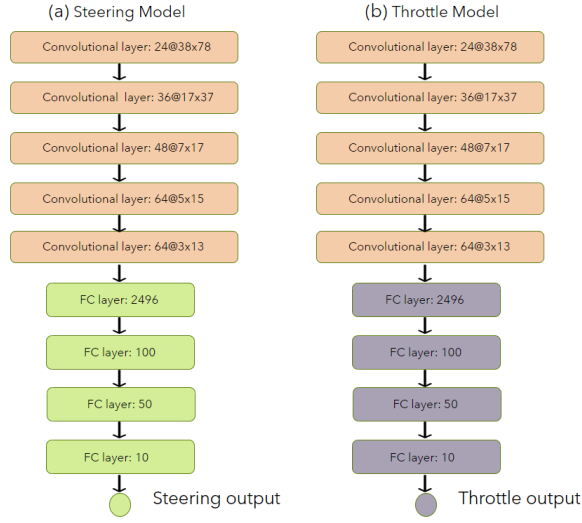 (a) Steering Model
Convolutional layer: 24@38x78
Convolutional layer: 36@17x37
Convolutional layer: 48@7x17
Convolutional layer: 64@5x15
Convolutional layer: 64@3x13
FC layer: 2496
FC layer: 100
FC layer: 50
FC layer: 10
Steering output
(b) Throttle Model
Convolutional layer: 24@38x78
Convolutional layer: 36@17x37
Convolutional layer: 48@7x17
Convolutional layer: 64@5x15
Convolutional layer: 64@3x13
FC layer: 2496
FC layer: 100
FC layer: 50
FC layer: 10
Throttle output